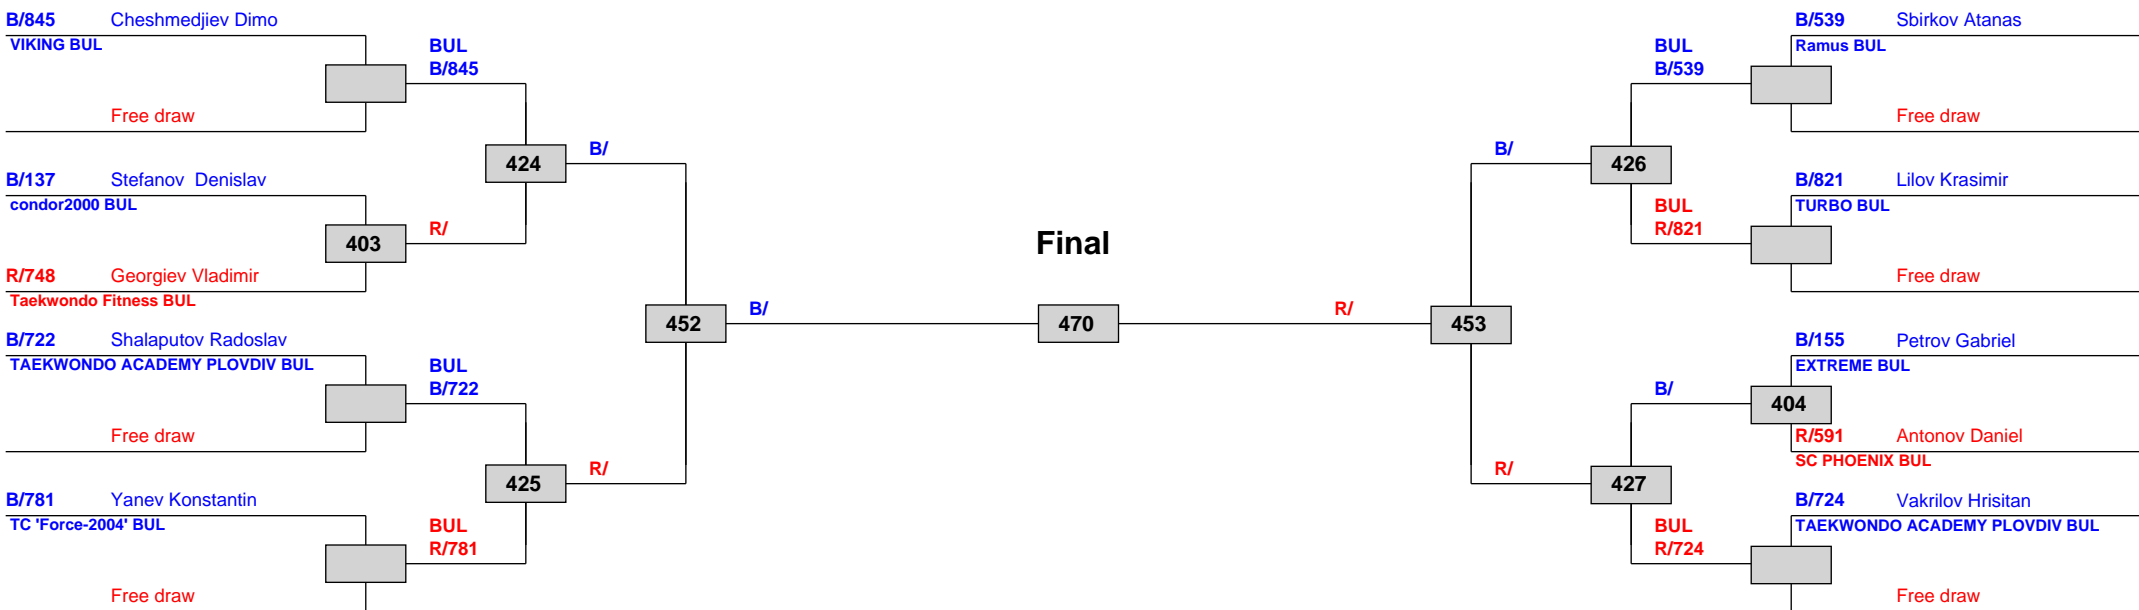 B/845 Cheshmedjiev Dimo
VIKING BUL
BUL
B/845
Free draw
424
B/
B/137 Stefanov  Denislav
condor2000 BUL
403
R/
R/748 Georgiev Vladimir
Taekwondo Fitness BUL
452
B/
B/722 Shalaputov Radoslav
TAEKWONDO ACADEMY PLOVDIV BUL
BUL
B/722
Free draw
425
R/
B/781 Yanev Konstantin
TC 'Force-2004' BUL
BUL
R/781
Free draw
Final
470
B/539 Sbirkov Atanas
Ramus BUL
BUL
B/539
Free draw
B/
426
B/821 Lilov Krasimir
TURBO BUL
BUL
R/821
Free draw
R/
453
B/155 Petrov Gabriel
EXTREME BUL
B/
404
R/591 Antonov Daniel
SC PHOENIX BUL
R/
427
B/724 Vakrilov Hrisitan
TAEKWONDO ACADEMY PLOVDIV BUL
BUL
R/724
Free draw